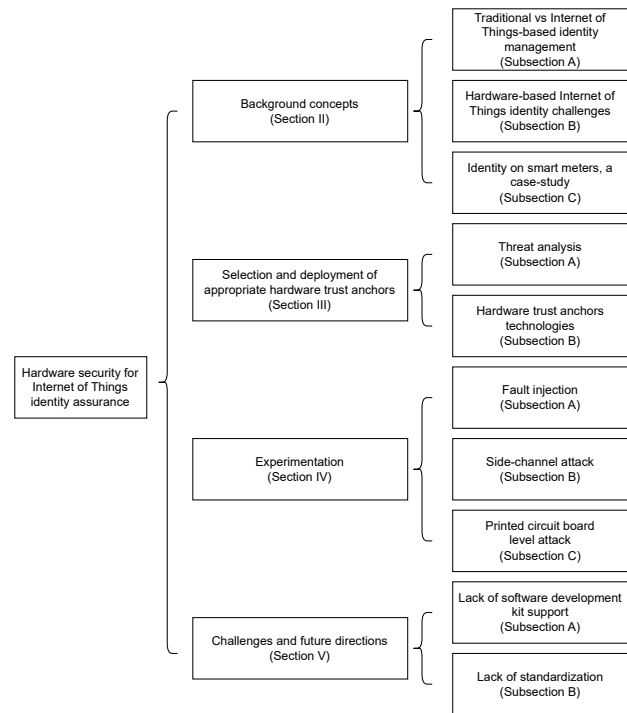 Hardware security for
Internet of Things
identity assurance
Background concepts
(Section II)
Traditional vs Internet of
Things-based identity
management
(Subsection A)
Hardware-based Internet of
Things identity challenges
(Subsection B)
Identity on smart meters, a
case-study
(Subsection C)
Selection and deployment of
appropriate hardware trust anchors
(Section III)
Threat analysis
(Subsection A)
Hardware trust anchors
technologies
(Subsection B)
Experimentation
(Section IV)
Fault injection
(Subsection A)
Side-channel attack
(Subsection B)
Printed circuit board
level attack
(Subsection C)
Challenges and future directions
(Section V)
Lack of software development
kit support
(Subsection A)
Lack of standardization
(Subsection B)